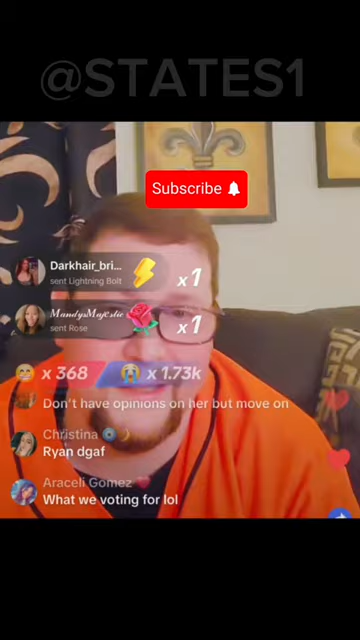 @STATES1
Subscribe
Darkhair_bri...
sent Lightning Bolt
x1
MandysMajestic
sent Rose
x1
x 368
x 1.73k
Don't have opinions on her but move on
Christina
Ryan dgaf
Araceli Gomez
What we voting for lol